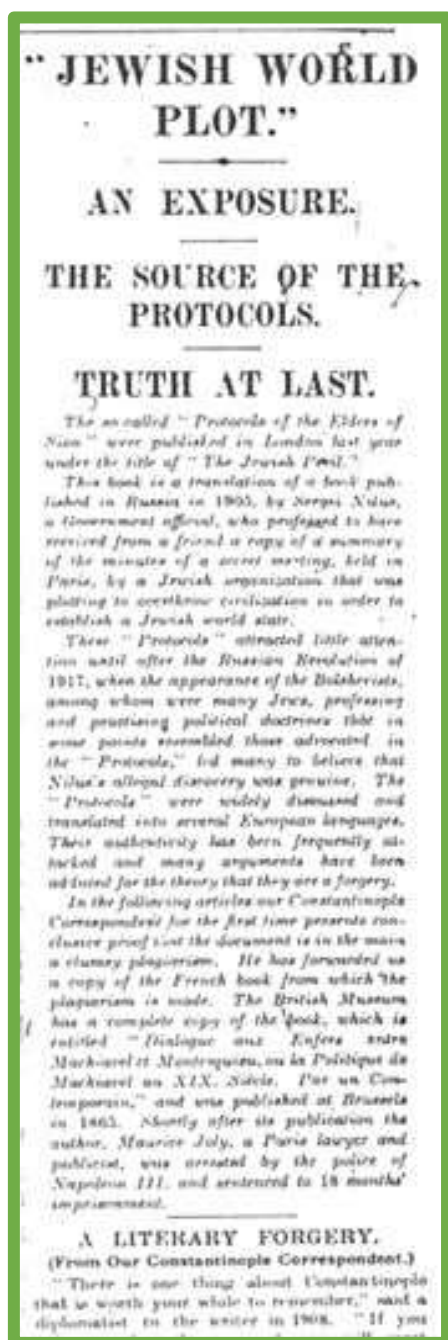 "JEWISH WORLD
PLOT."
AN EXPOSURE.
THE SOURCE OF THE
PROTOCOLS.
TRUTH AT LAST.
The so-called "Protocols of the Elders of
Sion" were published in London last year
under the title of "The Jewish Peril."
This book is a translation of a book pub-
lished in Russia in 1905, by Sergei Nilus,
a Government official, who professed to have
received from a friend a copy of a summary
of the minutes of a secret meeting, held in
Paris, by a Jewish organization that was
plotting to overthrow civilization in order to
establish a Jewish world state.
These "Protocols" attracted little atten-
tion until after the Russian Revolution of
1917, when the appearance of the Bolshevists,
among whom were many Jews, professing
and practising political doctrines that in
some points resembled those advocated in
the "Protocols," led many to believe that
Nilus's alleged discovery was genuine. The
"Protocols" were widely discussed and
translated into several European languages.
Their authenticity has been frequently at-
tacked and many arguments have been
adduced for the theory that they are a forgery.
In the following articles our Constantinople
Correspondent for the first time presents con-
clusive proof that the document is in the main
a clumsy plagiarism. He has forwarded us
a copy of the French book from which the
plagiarism is made. The British Museum
has a complete copy of the book, which is
entitled "Dialogue aux Enfers entre
Machiavel et Montesquieu, ou la Politique de
Machiavel au XIX. Siècle. Par un Con-
temporain," and was published at Brussels
in 1865. Shortly after its publication the
author, Maurice Joly, a Paris lawyer and
publicist, was arrested by the police of
Napoleon III. and sentenced to 18 months'
imprisonment.
A LITERARY FORGERY.
(From Our Constantinople Correspondent.)
"There is one thing about Constantinople
that is worth your while to remember," said a
diplomatist to the writer in 1908. "If you